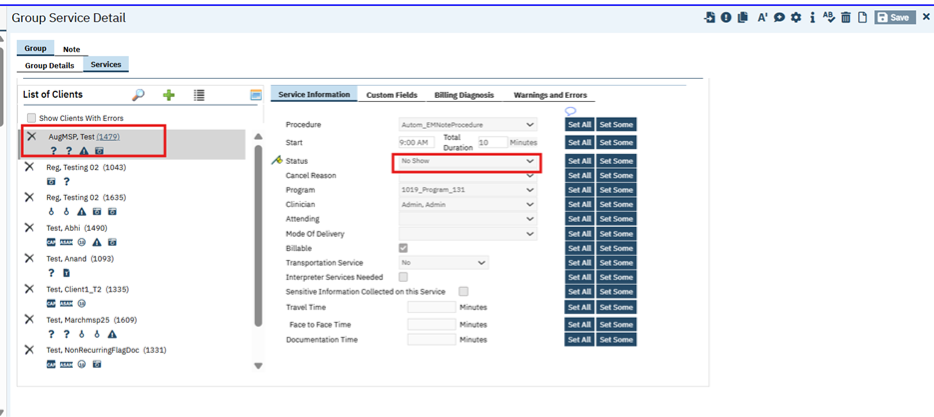 Group Service Detail
Save
Group Note
Group Details Services
List of Clients
Show Clients With Errors
AugMSP, Test (1479)
Reg, Testing 02 (1043)
Reg, Testing 02 (1635)
Test, Abhi (1490)
Test, Anand (1093)
Test, Client1_T2 (1335)
Test, Marchmsp25 (1609)
Test, NonRecurringFlagDoc (1331)
Service Information Custom Fields Billing Diagnosis Warnings and Errors
Procedure Autom_EMNoteProcedure Set All Set Some
Start 9:00 AM Total Duration 10 Minutes Set All Set Some
Status No Show Set All Set Some
Cancel Reason Set All Set Some
Program 1019_Program_131 Set All Set Some
Clinician Admin, Admin Set All Set Some
Attending Set All Set Some
Mode Of Delivery Set All Set Some
Billable Set All Set Some
Transportation Service No Set All Set Some
Interpreter Services Needed Set All Set Some
Sensitive Information Collected on this Service Set All Set Some
Travel Time Minutes Set All Set Some
Face to Face Time Minutes Set All Set Some
Documentation Time Minutes Set All Set Some